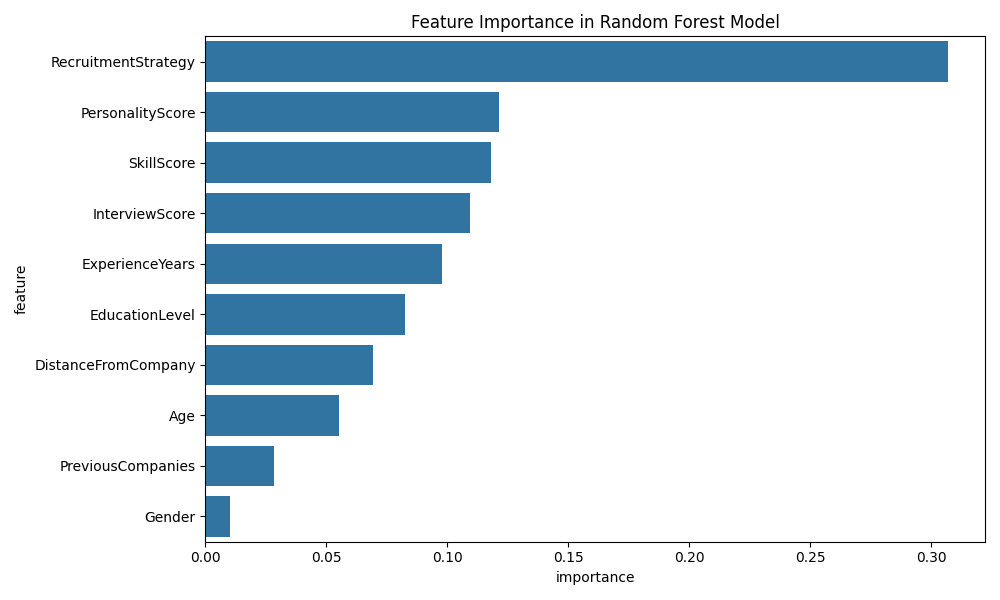 Feature Importance in Random Forest Model
RecruitmentStrategy
PersonalityScore
SkillScore
InterviewScore
ExperienceYears
EducationLevel
DistanceFromCompany
Age
PreviousCompanies
Gender
feature
0.00 0.05 0.10 0.15 0.20 0.25 0.30
importance